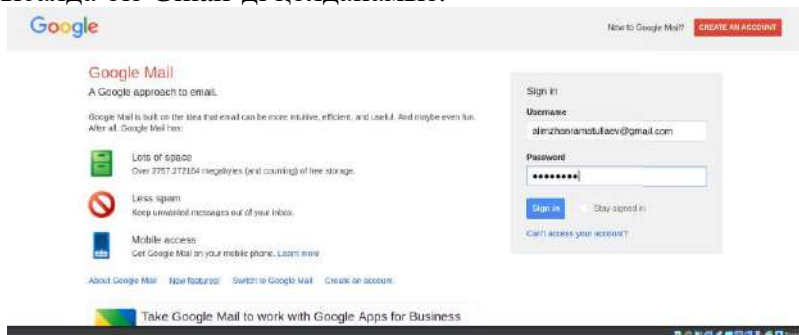 Google
New to Google Mail? CREATE AN ACCOUNT
Google Mail
A Google approach to email.
Google Mail is built on the idea that email can be more intuitive, efficient, and useful. And maybe even fun.
After all, Google Mail has:
Lots of space
Over 2757.272164 megabytes (and counting) of free storage.
Less spam
Keep unwanted messages out of your inbox.
Mobile access
Get Google Mail on your mobile phone. Learn more
About Google Mail New features! Switch to Google Mail Create an account
Take Google Mail to work with Google Apps for Business
Sign in
Username
alimzhanramatullaev@gmail.com
Password
Sign in Stay signed in
Can't access your account?